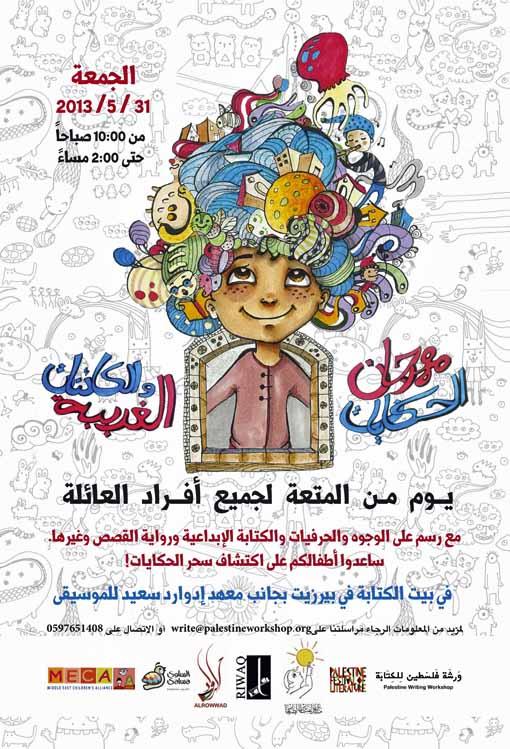 الجمعة
2013 /5/ 31
من 10:00 صباحاً
حتى 2:00 مساءً
مهرجان
الحكايات
والكائنات
الغريبة
يوم من المتعة لجميع أفراد العائلة
مع رسم على الوجوه والحرفيات والكتابة الإبداعية ورواية القصص وغيرها.
ساعدوا أطفالكم على اكتشاف سحر الحكايات!
في بيت الكتابة في بيرزيت بجانب معهد إدوارد سعيد للموسيقى
لمزيد من المعلومات الرجاء مراسلتنا على write@palestineworkshop.org او الاتصال على 0597651408
ورشة فلسطين للكتابة
Palestine Writing Workshop
PALESTINE
FESTIVAL OF
LITERATURE
RIWAQ
ALROWWAD
MECA
MIDDLE EAST CHILDREN'S ALLIANCE